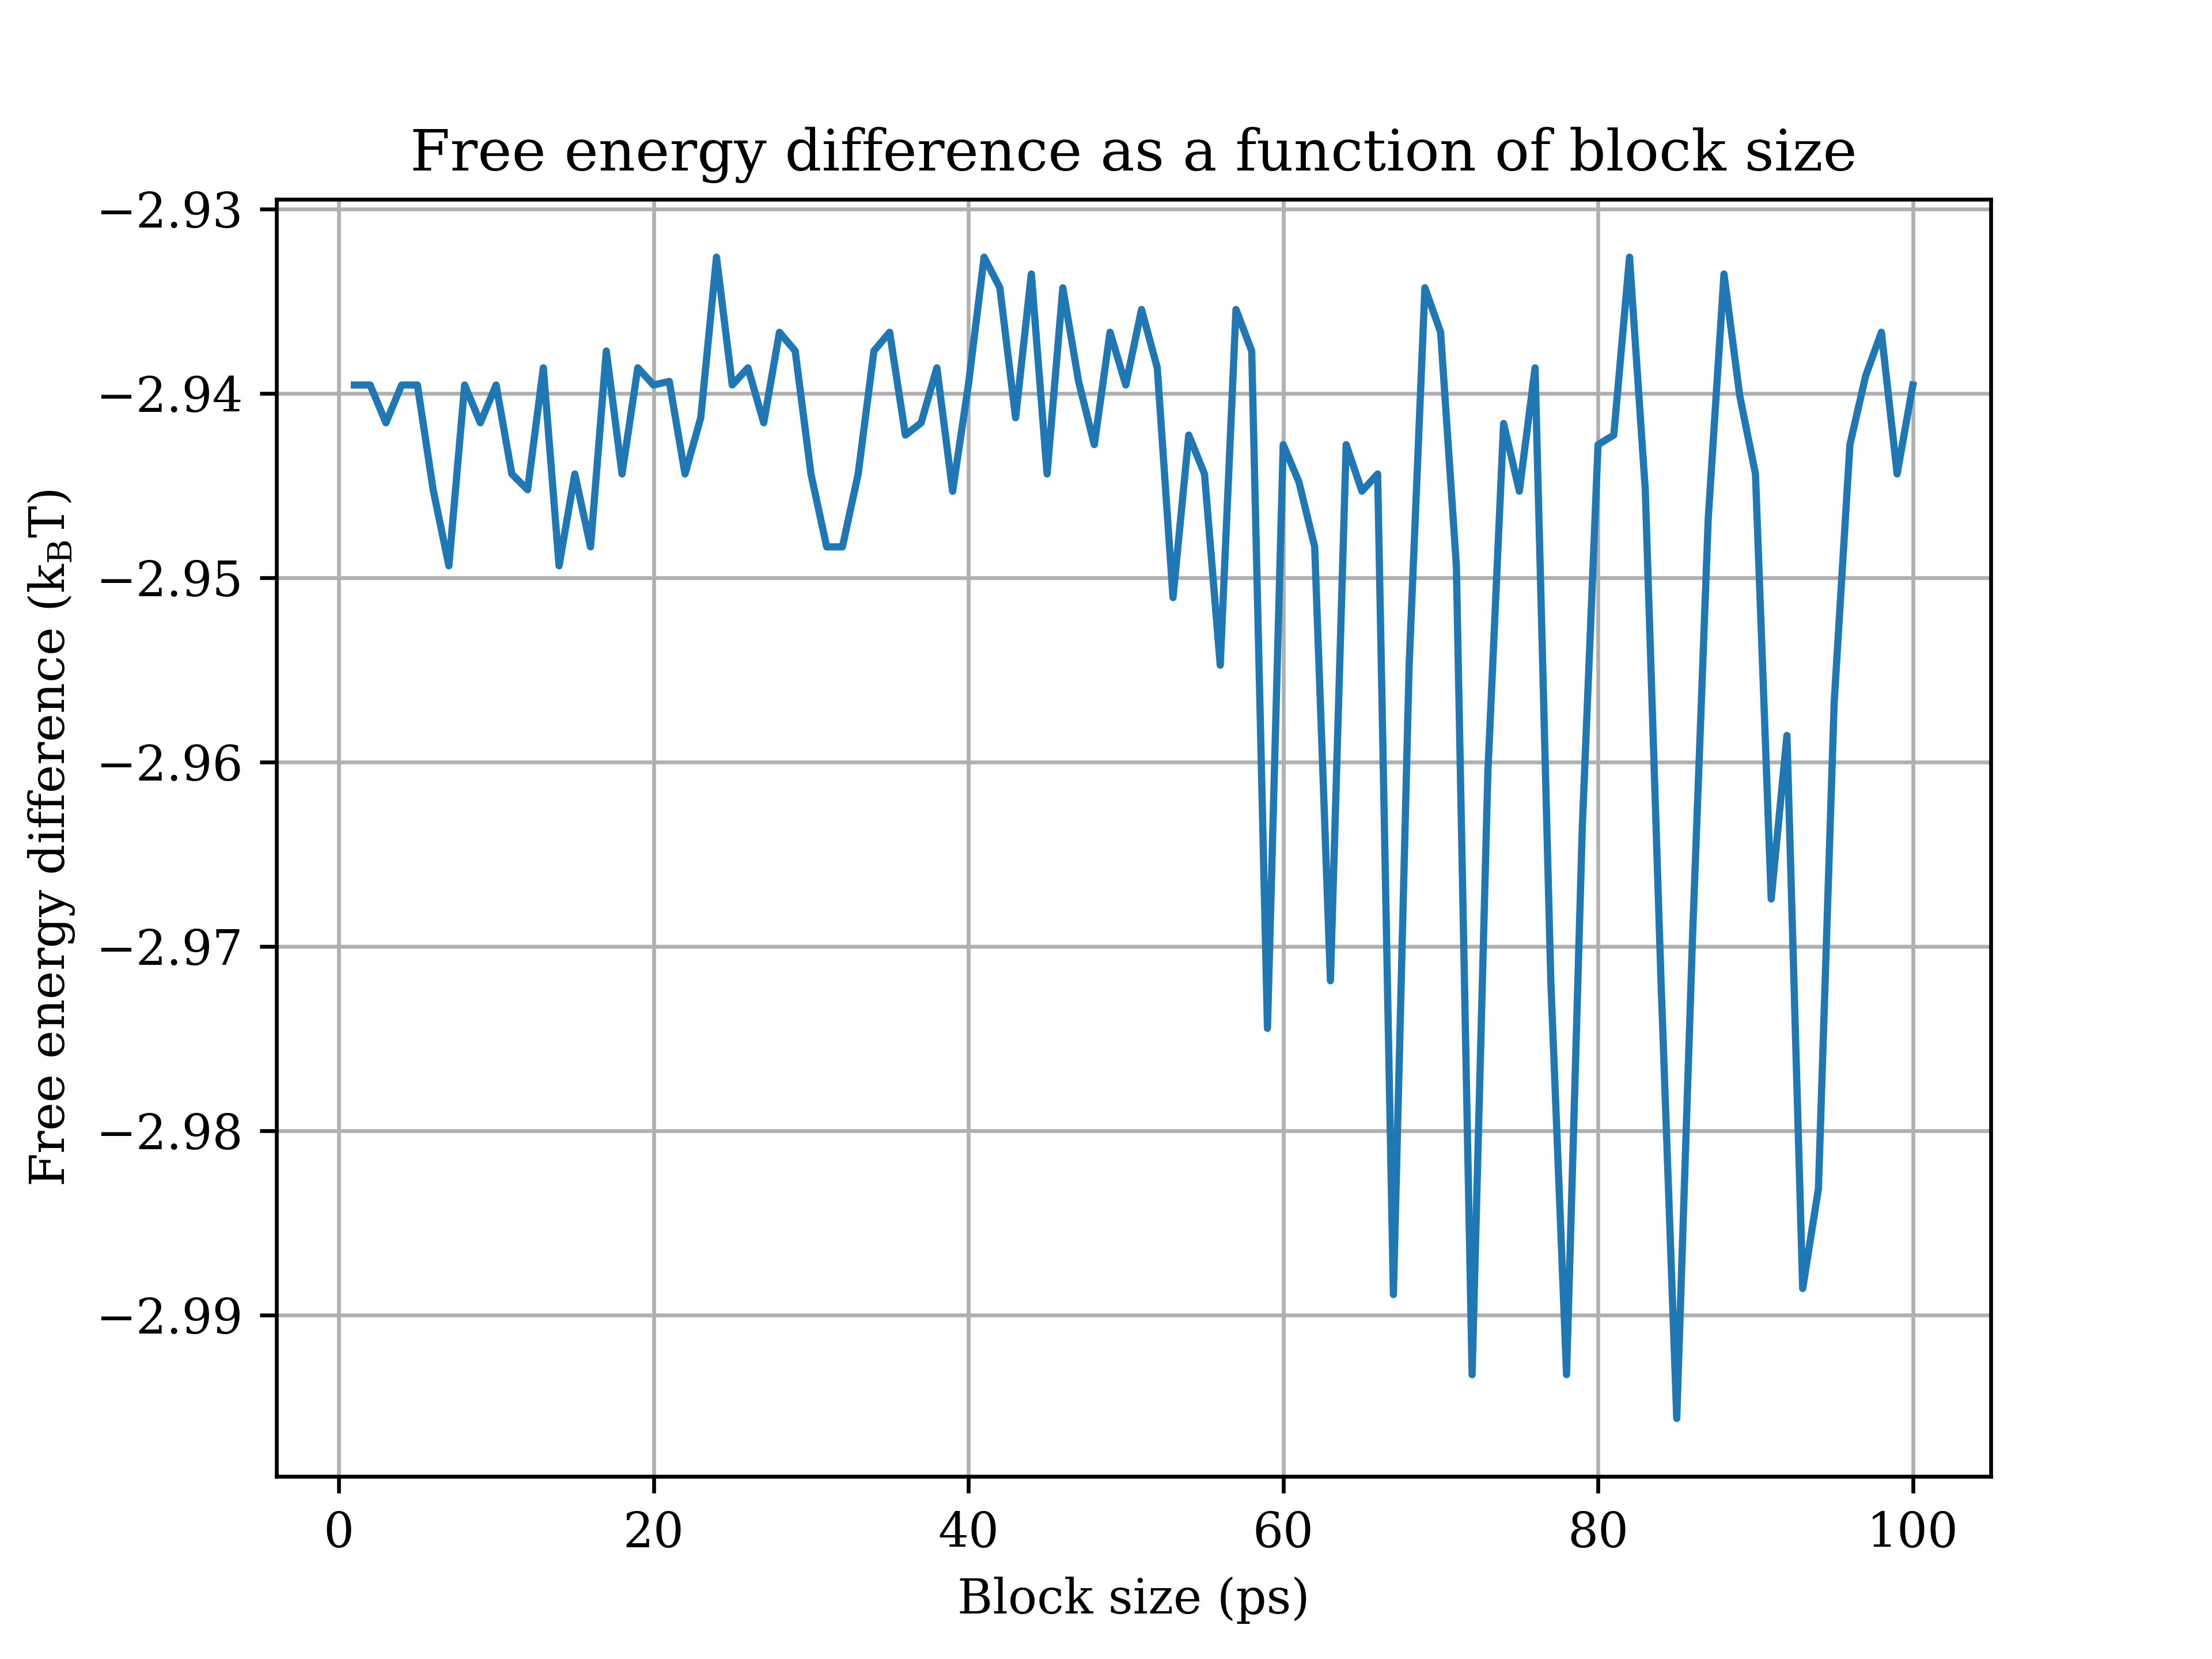 Free energy difference as a function of block size
−2.93
−2.94
−2.95
−2.96
−2.97
−2.98
−2.99
Free energy difference (k_BT)
0 20 40 60 80 100
Block size (ps)